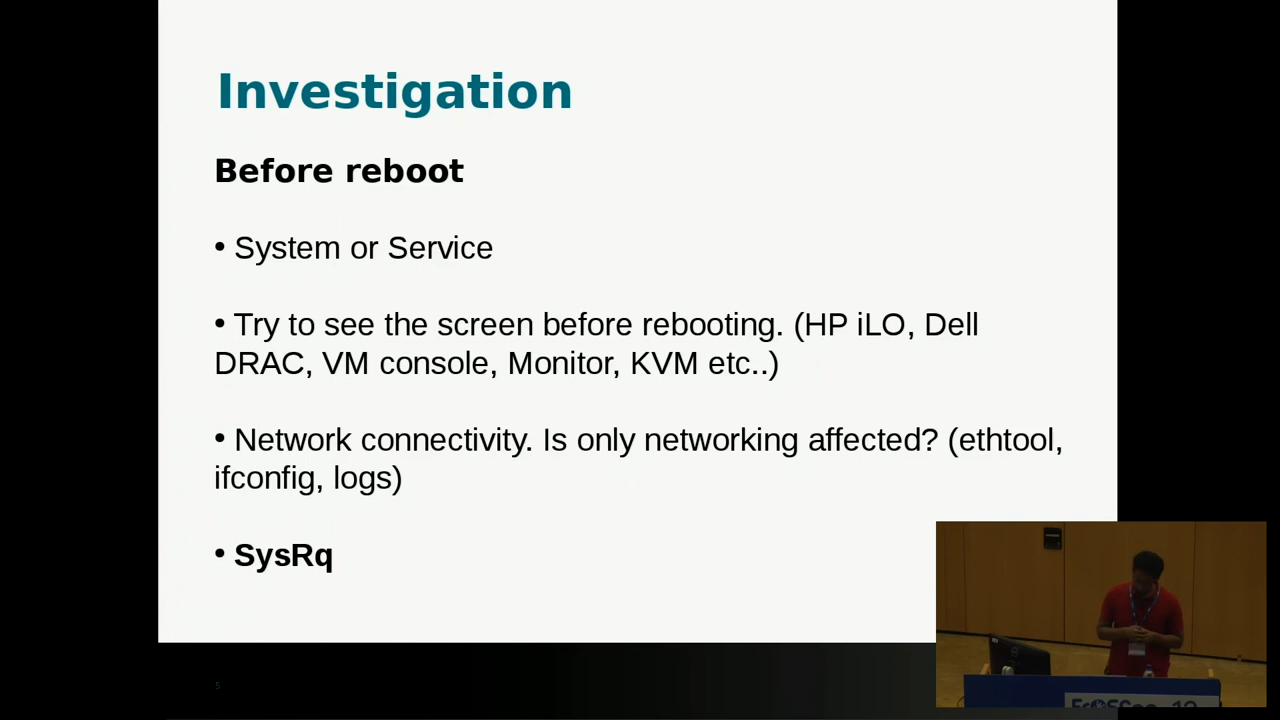 Investigation
Before reboot
• System or Service
• Try to see the screen before rebooting. (HP iLO, Dell
DRAC, VM console, Monitor, KVM etc..)
• Network connectivity. Is only networking affected? (ethtool,
ifconfig, logs)
• SysRq
5